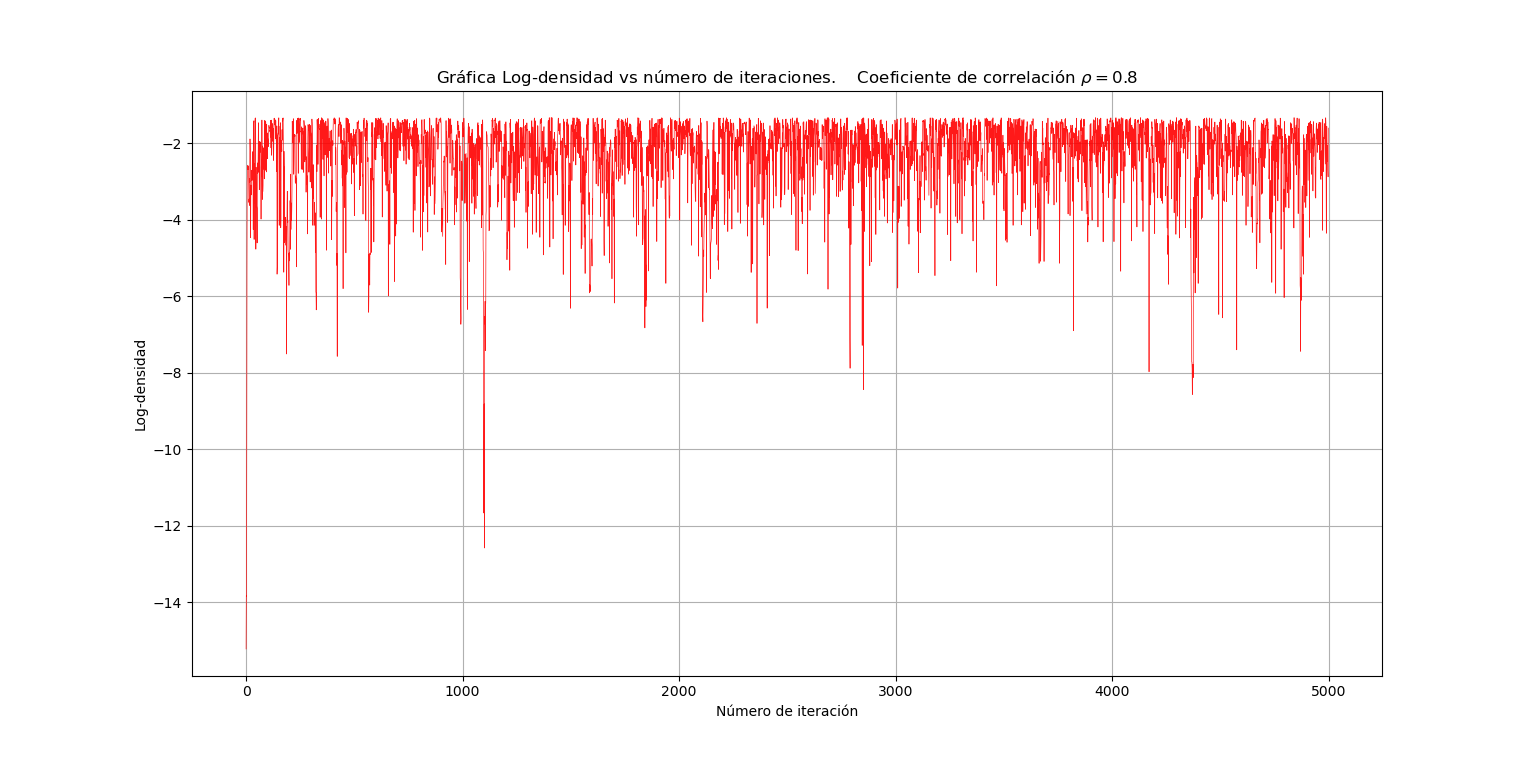 Gráfica Log-densidad vs número de iteraciones.    Coeficiente de correlación ρ = 0.8
Log-densidad
−2
−4
−6
−8
−10
−12
−14
0 1000 2000 3000 4000 5000
Número de iteración